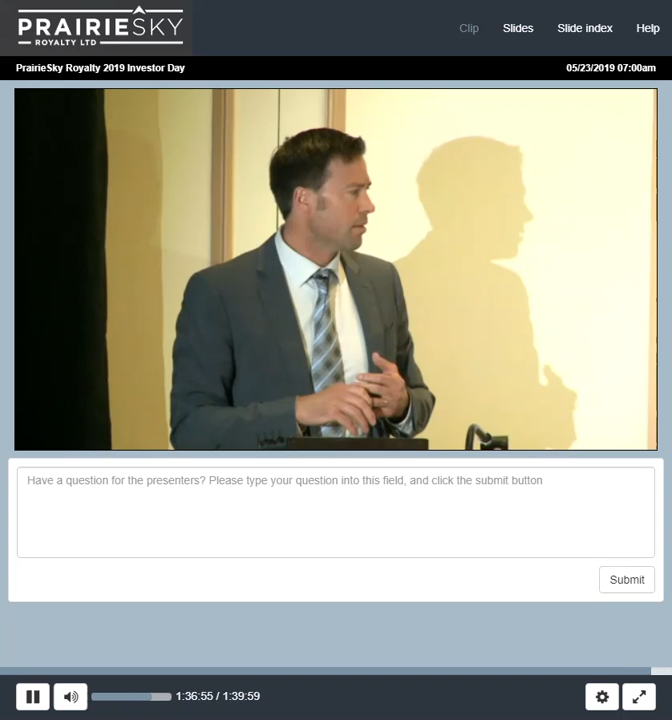 PRAIRIESKY
ROYALTY LTD
Clip Slides Slide index Help
PrairieSky Royalty 2019 Investor Day 05/23/2019 07:00am
Have a question for the presenters? Please type your question into this field, and click the submit button
Submit
1:36:55 / 1:39:59